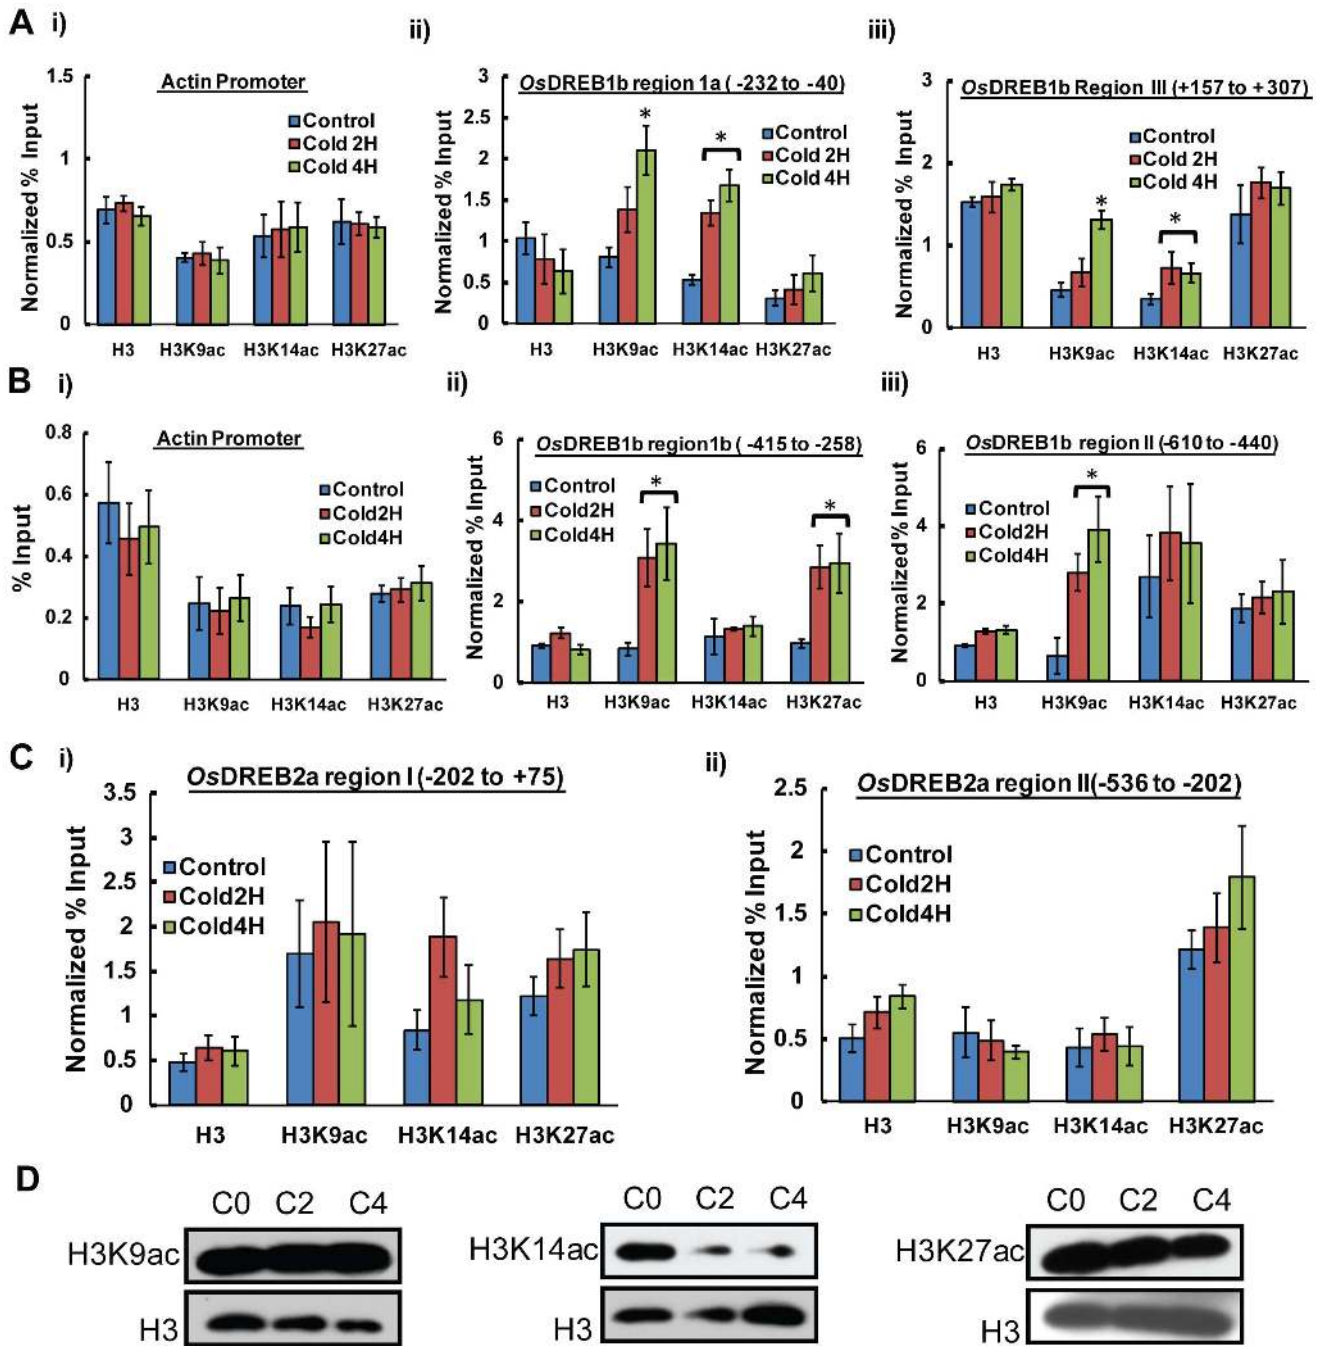 A i)
ii)
iii)
Actin Promoter
Control
Cold 2H
Cold 4H
Normalized % Input
1.5
1
0.5
0
H3 H3K9ac H3K14ac H3K27ac
OsDREB1b region 1a ( -232 to -40)
Control
Cold 2H
Cold 4H
Normalized % Input
3
2.5
2
1.5
1
0.5
0
*
*
H3 H3K9ac H3K14ac H3K27ac
OsDREB1b Region III (+157 to +307)
Control
Cold 2H
Cold 4H
Normalized % Input
3
2
1
0
*
*
H3 H3K9ac H3K14ac H3K27ac
B i)
ii)
iii)
Actin Promoter
Control
Cold2H
Cold4H
% Input
0.8
0.6
0.4
0.2
0
H3 H3K9ac H3K14ac H3K27ac
OsDREB1b region1b ( -415 to -258)
Control
Cold2H
Cold4H
Normalized % Input
6
4
2
0
*
*
H3 H3K9ac H3K14ac H3K27ac
OsDREB1b region II (-610 to -440)
Control
Cold2H
Cold4H
Normalized % Input
6
4
2
0
*
H3 H3K9ac H3K14ac H3K27ac
C i)
ii)
OsDREB2a region I (-202 to +75)
Control
Cold2H
Cold4H
Normalized % Input
3.5
3
2.5
2
1.5
1
0.5
0
H3 H3K9ac H3K14ac H3K27ac
OsDREB2a region II(-536 to -202)
Control
Cold2H
Cold4H
Normalized % Input
2.5
2
1.5
1
0.5
0
H3 H3K9ac H3K14ac H3K27ac
D
C0 C2 C4
H3K9ac
H3
C0 C2 C4
H3K14ac
H3
C0 C2 C4
H3K27ac
H3